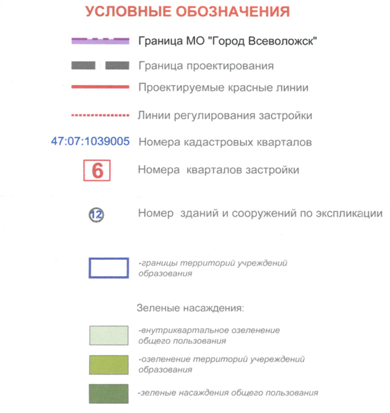 УСЛОВНЫЕ ОБОЗНАЧЕНИЯ
Граница МО "Город Всеволожск"
Граница проектирования
Проектируемые красные линии
Линии регулирования застройки
47:07:1039005 Номера кадастровых кварталов
6 Номера кварталов застройки
12 Номер зданий и сооружений по экспликации
-границы территорий учреждений
образования
Зеленые насаждения:
-внутриквартальное озеленение
общего пользования
-озеленение территорий учреждений
образования
-зеленые насаждения общего пользования